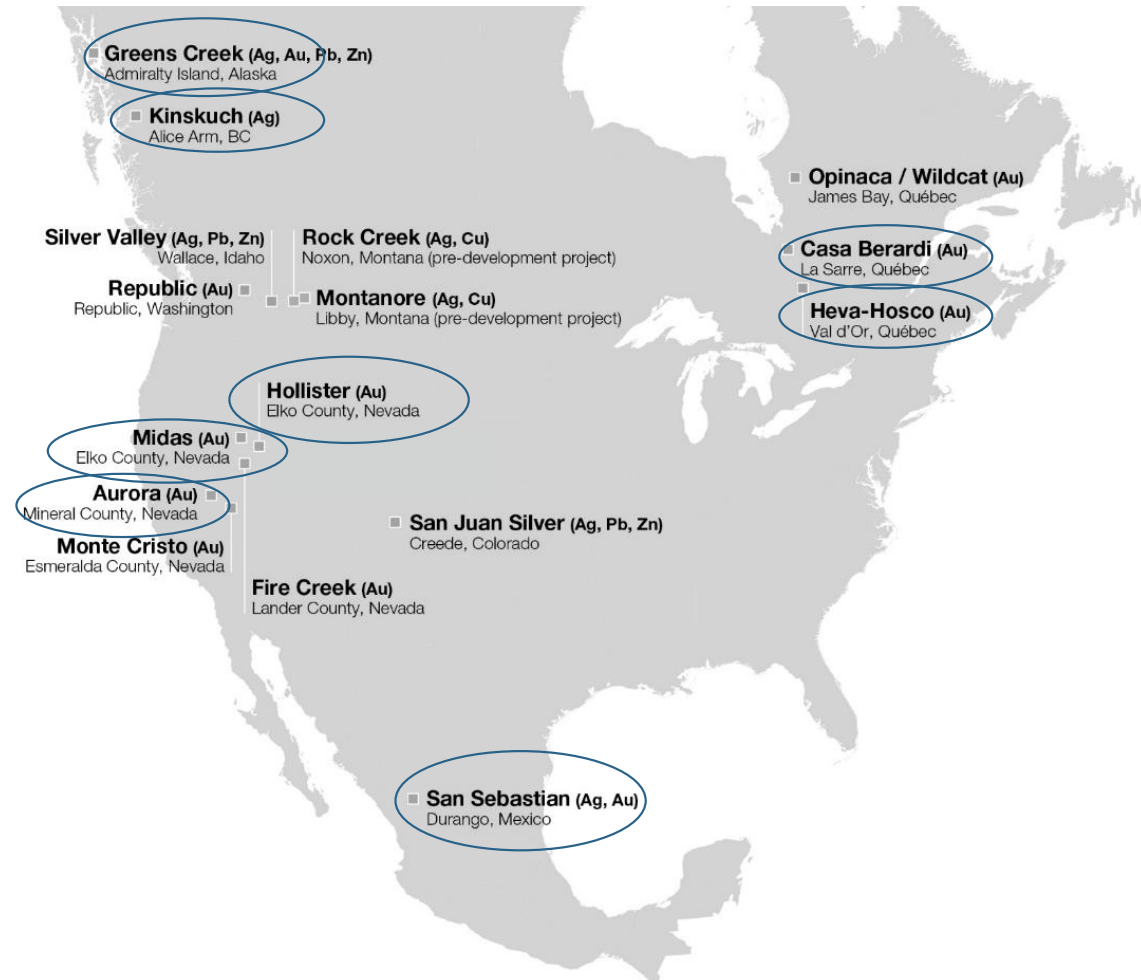 Greens Creek (Ag, Au, Pb, Zn)
Admiralty Island, Alaska
Kinskuch (Ag)
Alice Arm, BC
Opinaca / Wildcat (Au)
James Bay, Québec
Silver Valley (Ag, Pb, Zn)
Wallace, Idaho
Rock Creek (Ag, Cu)
Noxon, Montana (pre-development project)
Casa Berardi (Au)
La Sarre, Québec
Republic (Au)
Republic, Washington
Montanore (Ag, Cu)
Libby, Montana (pre-development project)
Heva-Hosco (Au)
Val d'Or, Québec
Hollister (Au)
Elko County, Nevada
Midas (Au)
Elko County, Nevada
Aurora (Au)
Mineral County, Nevada
San Juan Silver (Ag, Pb, Zn)
Creede, Colorado
Monte Cristo (Au)
Esmeralda County, Nevada
Fire Creek (Au)
Lander County, Nevada
San Sebastian (Ag, Au)
Durango, Mexico